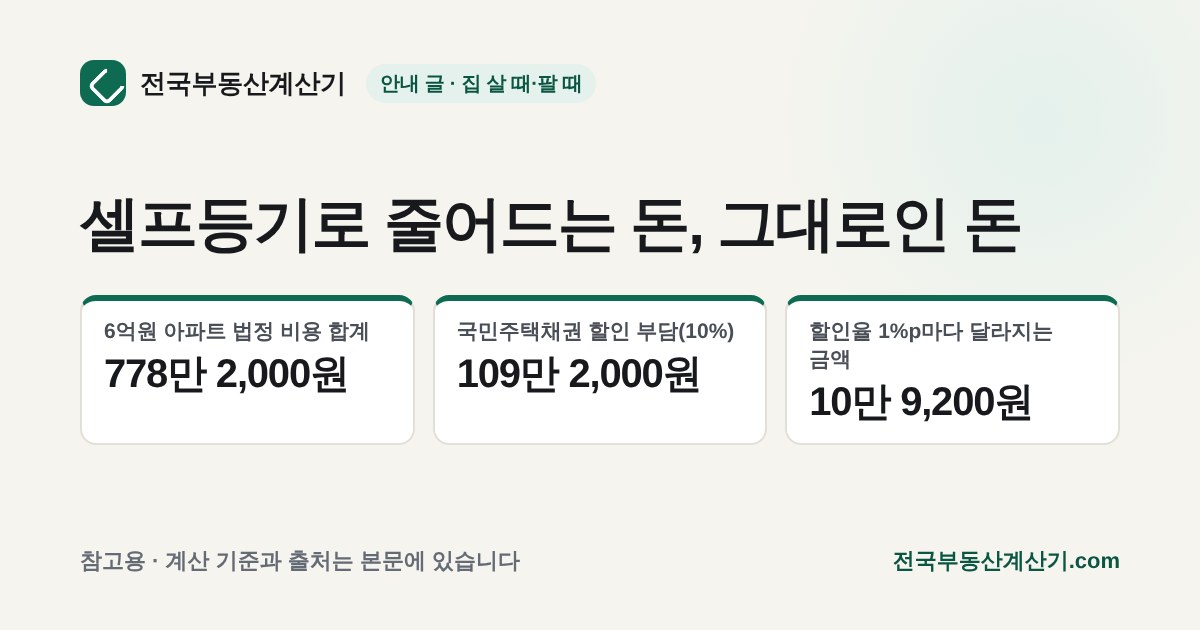 전국부동산계산기
안내 글 · 집 살 때·팔 때
셀프등기로 줄어드는 돈, 그대로인 돈
6억원 아파트 법정 비용 합계
778만 2,000원
국민주택채권 할인 부담(10%)
109만 2,000원
할인율 1%p마다 달라지는
금액
10만 9,200원
참고용 · 계산 기준과 출처는 본문에 있습니다
전국부동산계산기.com